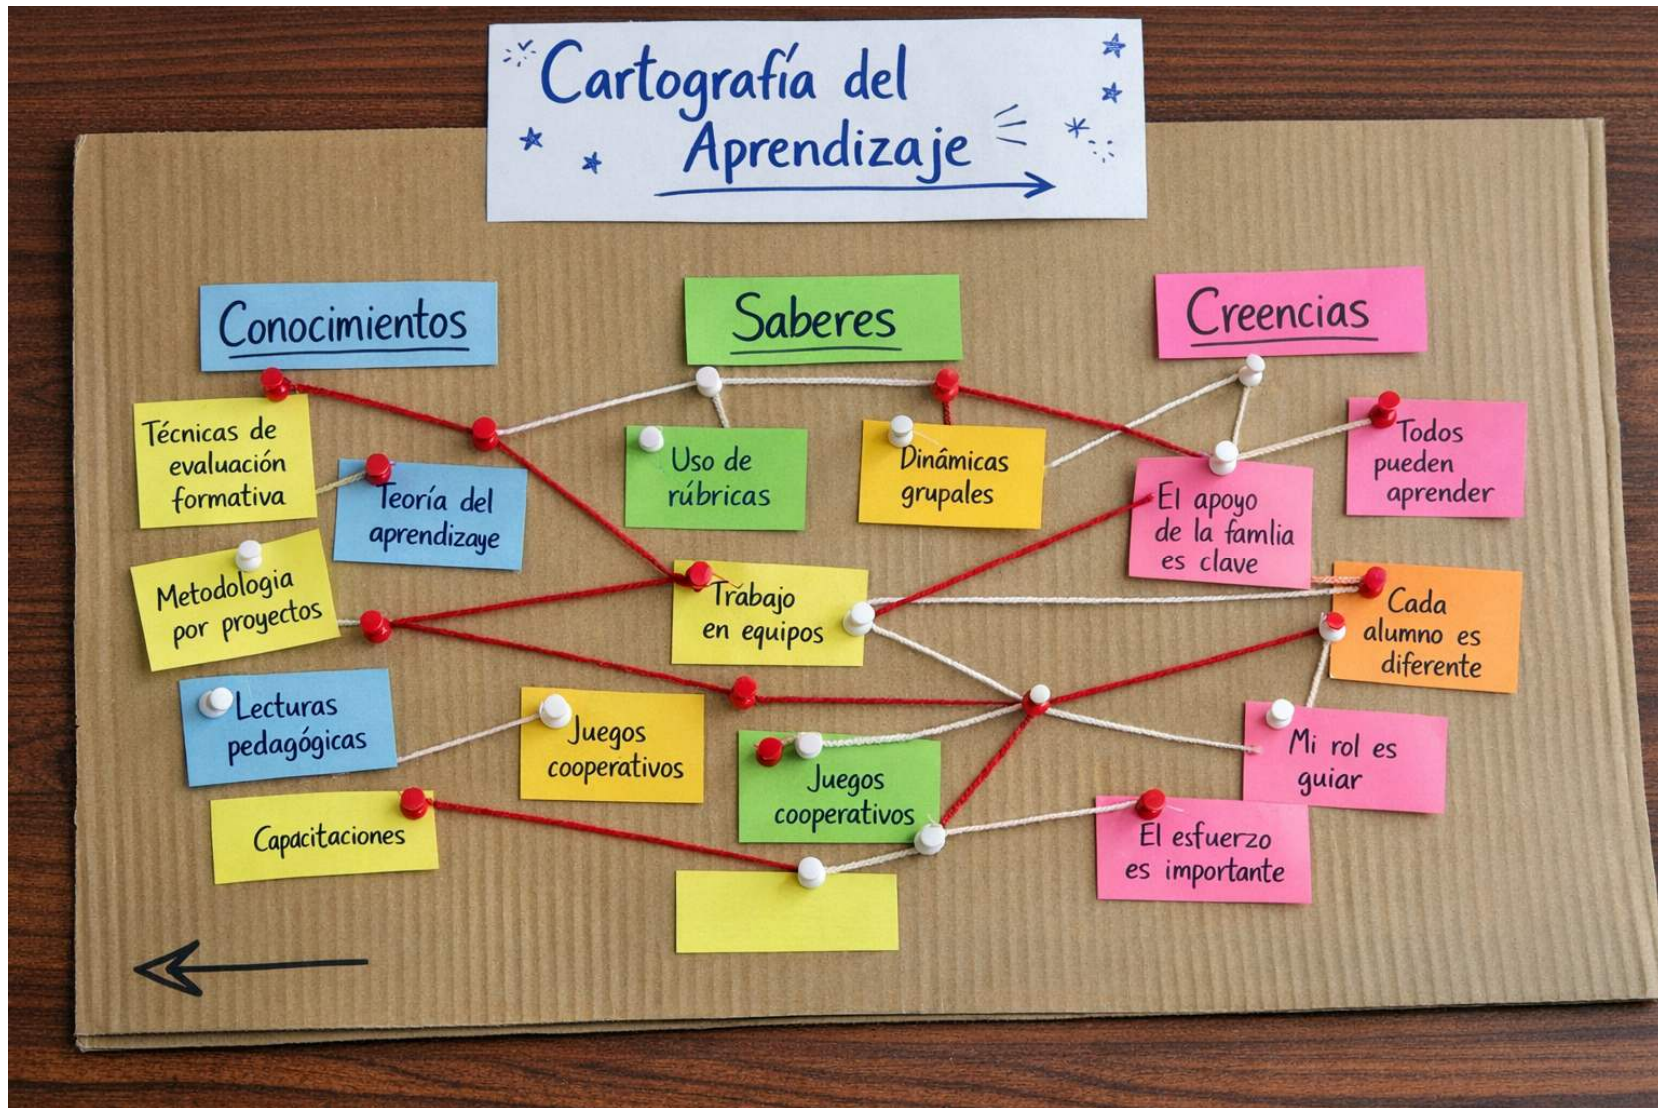 Cartografía del
Aprendizaje
Conocimientos
Técnicas de
evaluación
formativa
Teoría del
aprendizaye
Metodologia
por proyectos
Lecturas
pedagógicas
Capacitaciones
Saberes
Uso de
rúbricas
Dinámicas
grupales
Trabajo
en equipos
Juegos
cooperativos
Juegos
cooperativos
Creencias
Todos
pueden
aprender
El apoyo
de la famlia
es clave
Cada
alumno es
diferente
Mi rol es
guiar
El esfuerzo
es importante